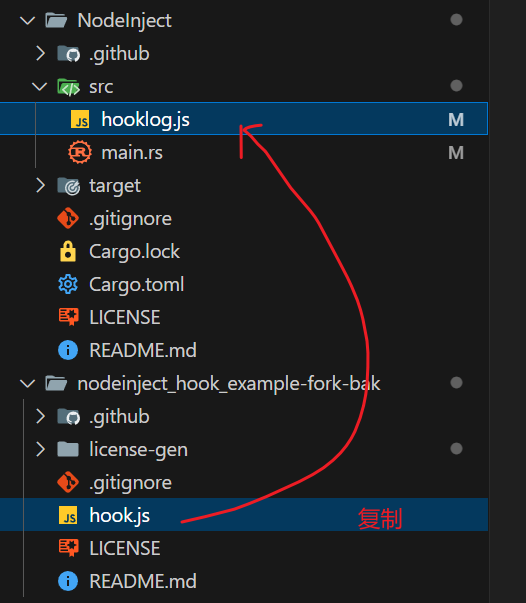 NodeInject
.github
src
JS hooklog.js M
main.rs M
target
.gitignore
Cargo.lock
Cargo.toml
LICENSE
README.md
nodeinject_hook_example-fork-bak
.github
license-gen
.gitignore
JS hook.js 复制
LICENSE
README.md